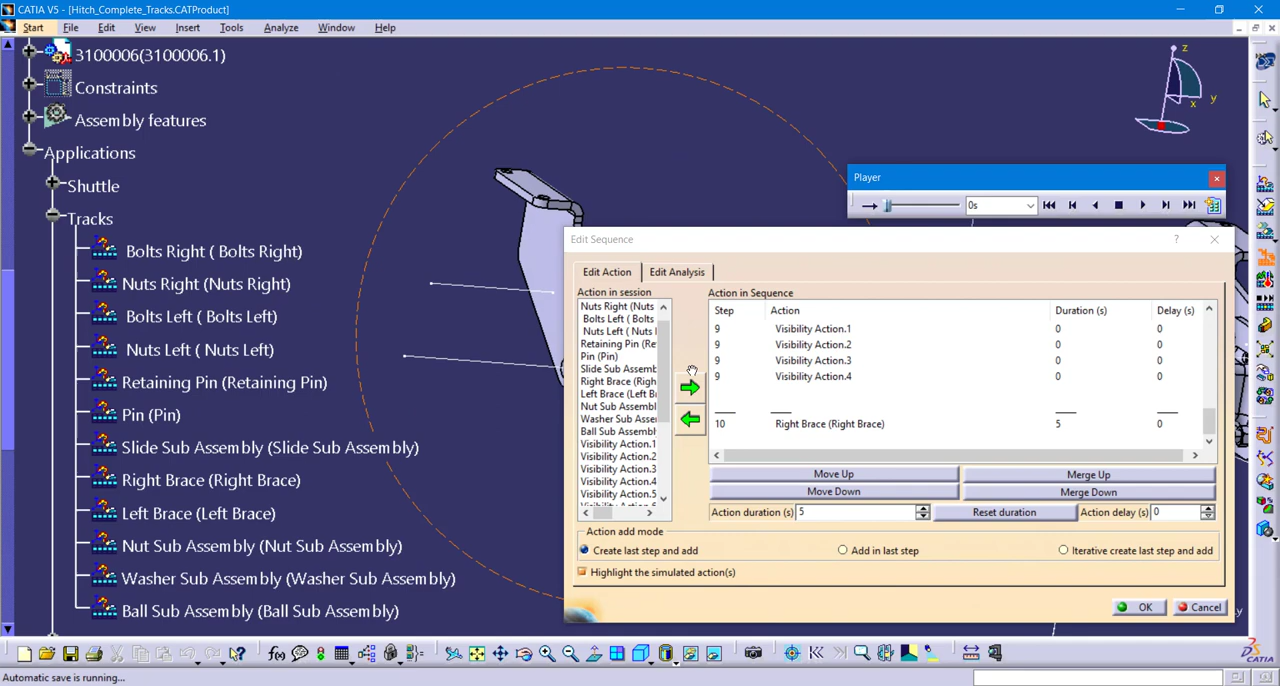 CATIA V5 - [Hitch_Complete_Tracks.CATProduct]
Start File Edit View Insert Tools Analyze Window Help
3100006(3100006.1)
Constraints
Assembly features
Applications
Shuttle
Tracks
Bolts Right ( Bolts Right)
Nuts Right (Nuts Right)
Bolts Left ( Bolts Left)
Nuts Left ( Nuts Left)
Retaining Pin (Retaining Pin)
Pin (Pin)
Slide Sub Assembly (Slide Sub Assembly)
Right Brace (Right Brace)
Left Brace (Left Brace)
Nut Sub Assembly (Nut Sub Assembly)
Washer Sub Assembly (Washer Sub Assembly)
Ball Sub Assembly (Ball Sub Assembly)
z
y
x
Player
0s
Edit Sequence
Edit Action Edit Analysis
Action in session
Nuts Right (Nuts
Bolts Left ( Bolts
Nuts Left ( Nuts
Retaining Pin (Re
Pin (Pin)
Slide Sub Assemb
Right Brace (Righ
Left Brace (Left B
Nut Sub Assembl
Washer Sub Asse
Ball Sub Assembl
Visibility Action.1
Visibility Action.2
Visibility Action.3
Visibility Action.4
Visibility Action.5
Action in Sequence
Step Action Duration (s) Delay (s)
9 Visibility Action.1 0 0
9 Visibility Action.2 0 0
9 Visibility Action.3 0 0
9 Visibility Action.4 0 0
10 Right Brace (Right Brace) 5 0
Move Up Merge Up
Move Down Merge Down
Action duration (s) 5 Reset duration Action delay (s) 0
Action add mode
Create last step and add Add in last step Iterative create last step and add
Highlight the simulated action(s)
OK Cancel
f(x)
CATIA
Automatic save is running...